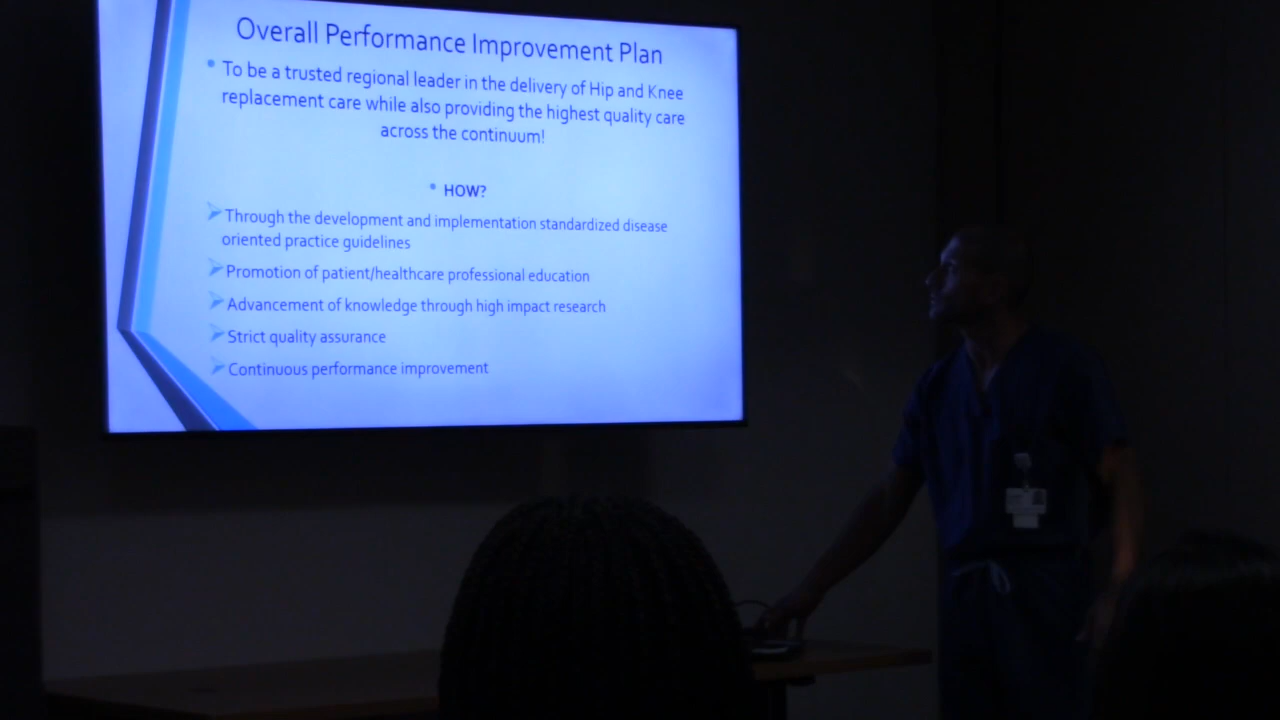 Overall Performance Improvement Plan
• To be a trusted regional leader in the delivery of Hip and Knee
replacement care while also providing the highest quality care
across the continuum!
• HOW?
➢ Through the development and implementation standardized disease
oriented practice guidelines
➢ Promotion of patient/healthcare professional education
➢ Advancement of knowledge through high impact research
➢ Strict quality assurance
➢ Continuous performance improvement